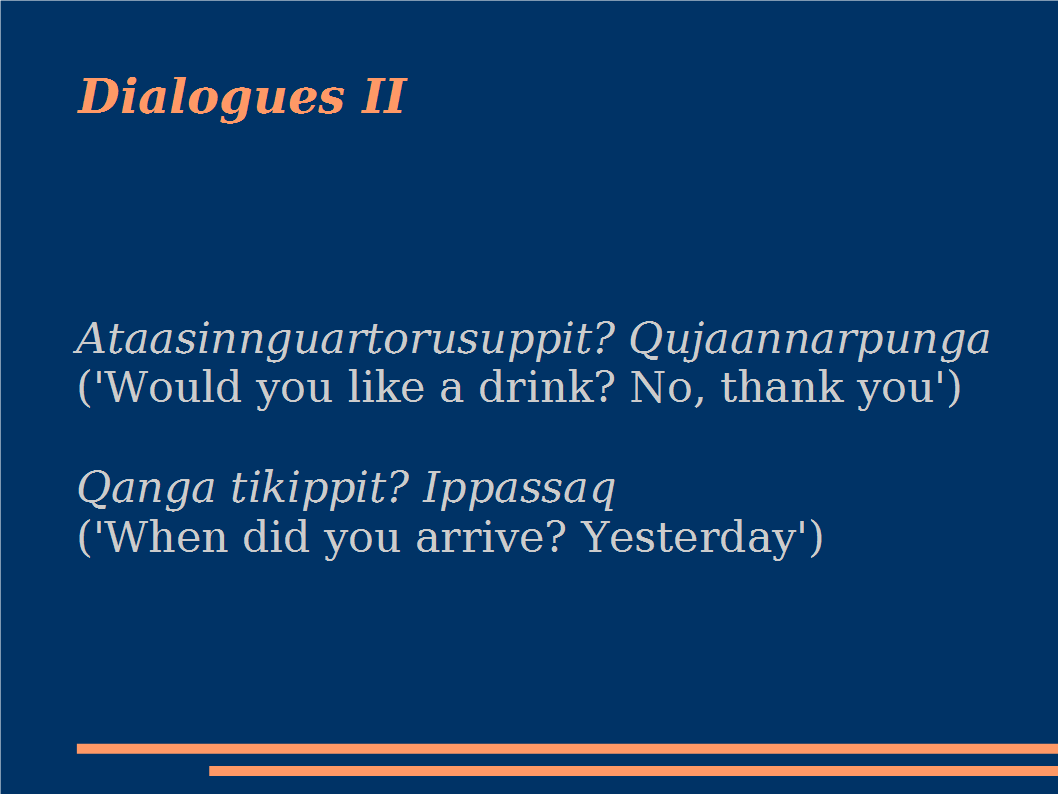 Dialogues II
Ataasinnguartorusuppit? Qujaannarpunga
('Would you like a drink? No, thank you')
Qanga tikippit? Ippassaq
('When did you arrive? Yesterday')